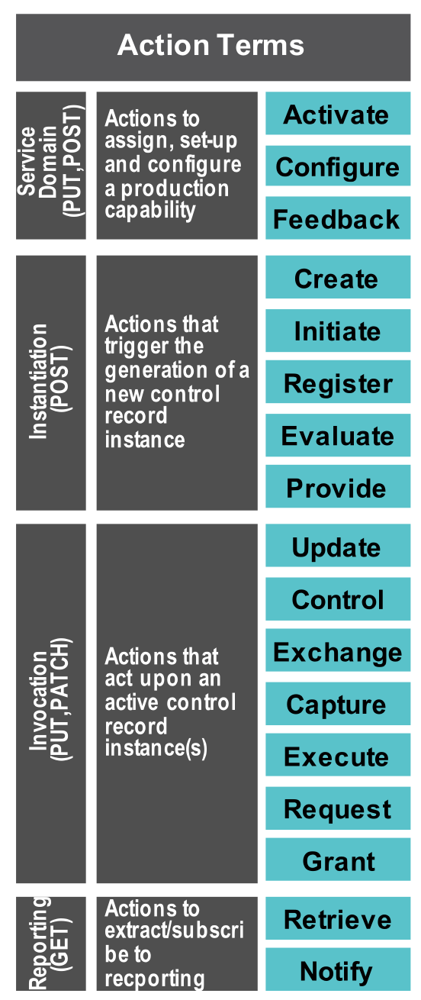 Action Terms
Service
Domain
(PUT,POST)
Actions to
assign, set-up
and configure
a production
capability
Activate
Configure
Feedback
Instantiation
(POST)
Actions that
trigger the
generation of a
new control
record
instance
Create
Initiate
Register
Evaluate
Provide
Invocation
(PUT,PATCH)
Actions that
act upon an
active control
record
instance(s)
Update
Control
Exchange
Capture
Execute
Request
Grant
Reporting
(GET)
Actions to
extract/subscri
be to
recporting
Retrieve
Notify